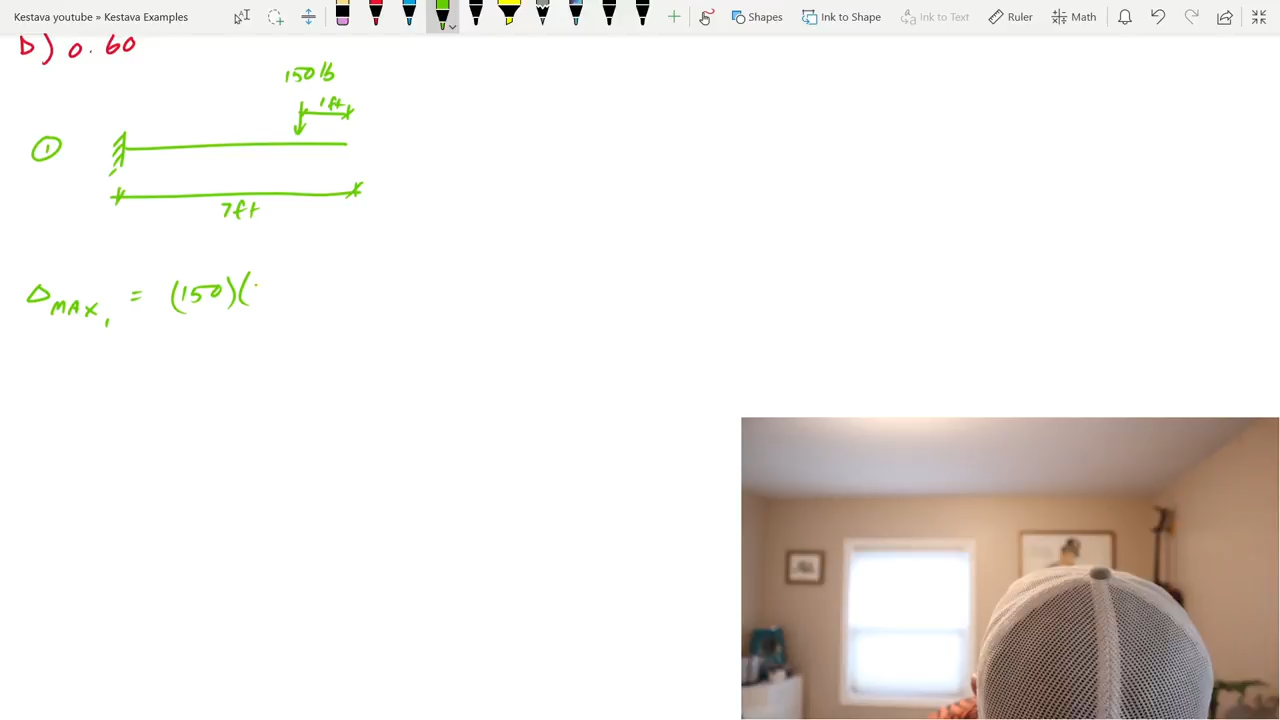 Kestava youtube » Kestava Examples
Shapes
Ink to Shape
Ink to Text
Ruler
Math
D) 0.60
150 lb
1ft
1
7ft
Δ MAX, = (150)(